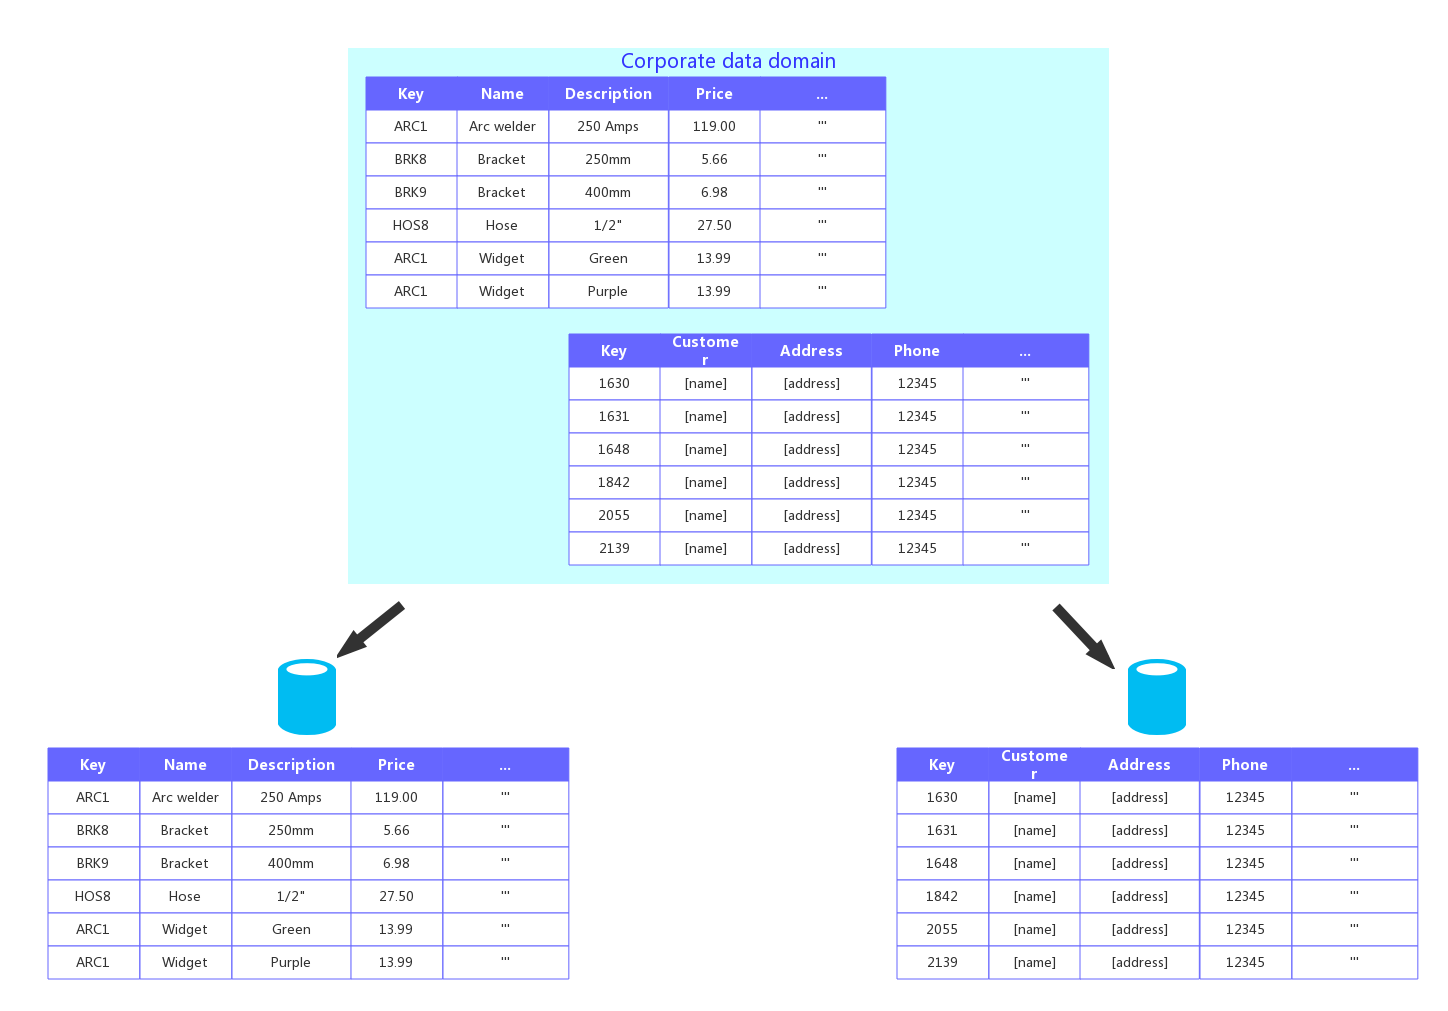 Corporate data domain
Key Name Description Price ...
ARC1 Arc welder 250 Amps 119.00 '''
BRK8 Bracket 250mm 5.66 '''
BRK9 Bracket 400mm 6.98 '''
HOS8 Hose 1/2" 27.50 '''
ARC1 Widget Green 13.99 '''
ARC1 Widget Purple 13.99 '''
Key Custome
r Address Phone ...
1630 [name] [address] 12345 '''
1631 [name] [address] 12345 '''
1648 [name] [address] 12345 '''
1842 [name] [address] 12345 '''
2055 [name] [address] 12345 '''
2139 [name] [address] 12345 '''
Key Name Description Price ...
ARC1 Arc welder 250 Amps 119.00 '''
BRK8 Bracket 250mm 5.66 '''
BRK9 Bracket 400mm 6.98 '''
HOS8 Hose 1/2" 27.50 '''
ARC1 Widget Green 13.99 '''
ARC1 Widget Purple 13.99 '''
Key Custome
r Address Phone ...
1630 [name] [address] 12345 '''
1631 [name] [address] 12345 '''
1648 [name] [address] 12345 '''
1842 [name] [address] 12345 '''
2055 [name] [address] 12345 '''
2139 [name] [address] 12345 '''